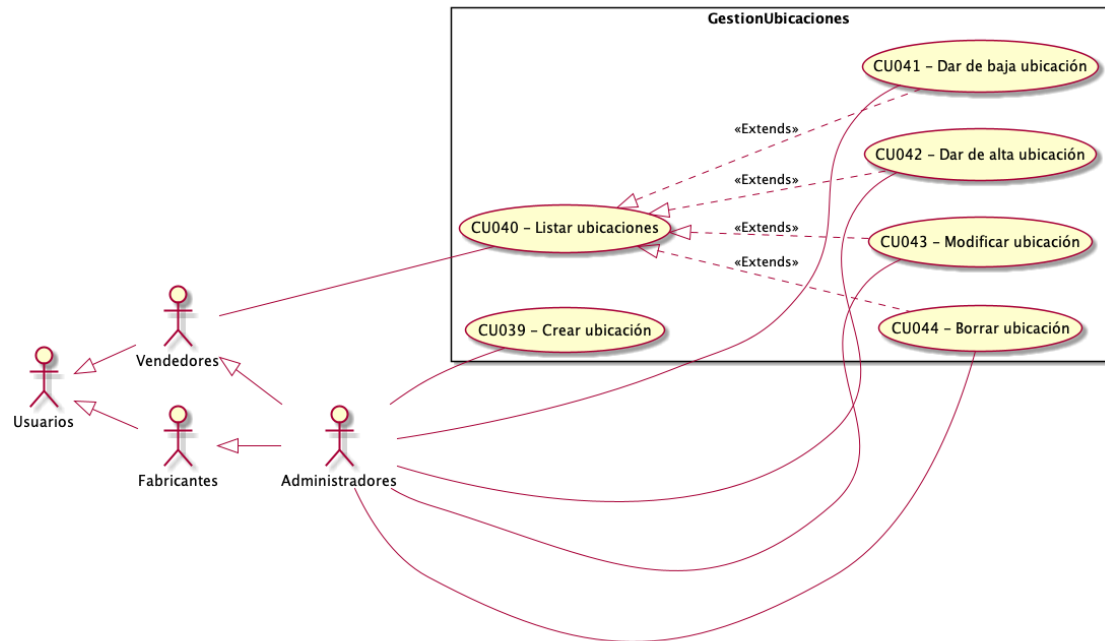 GestionUbicaciones
CU041 – Dar de baja ubicación
«Extends»
CU042 – Dar de alta ubicación
«Extends»
CU040 – Listar ubicaciones
«Extends»
CU043 – Modificar ubicación
«Extends»
CU039 – Crear ubicación
CU044 – Borrar ubicación
Vendedores
Usuarios
Fabricantes
Administradores